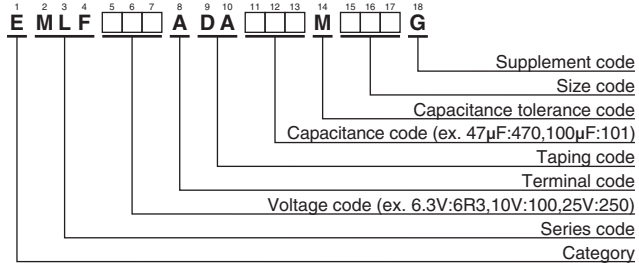 1 2 3 4 5 6 7 8 9 10 11 12 13 14 15 16 17 18
E M L F A D A M G
Supplement code
Size code
Capacitance tolerance code
Capacitance code (ex. 47µF:470,100µF:101)
Taping code
Terminal code
Voltage code (ex. 6.3V:6R3,10V:100,25V:250)
Series code
Category